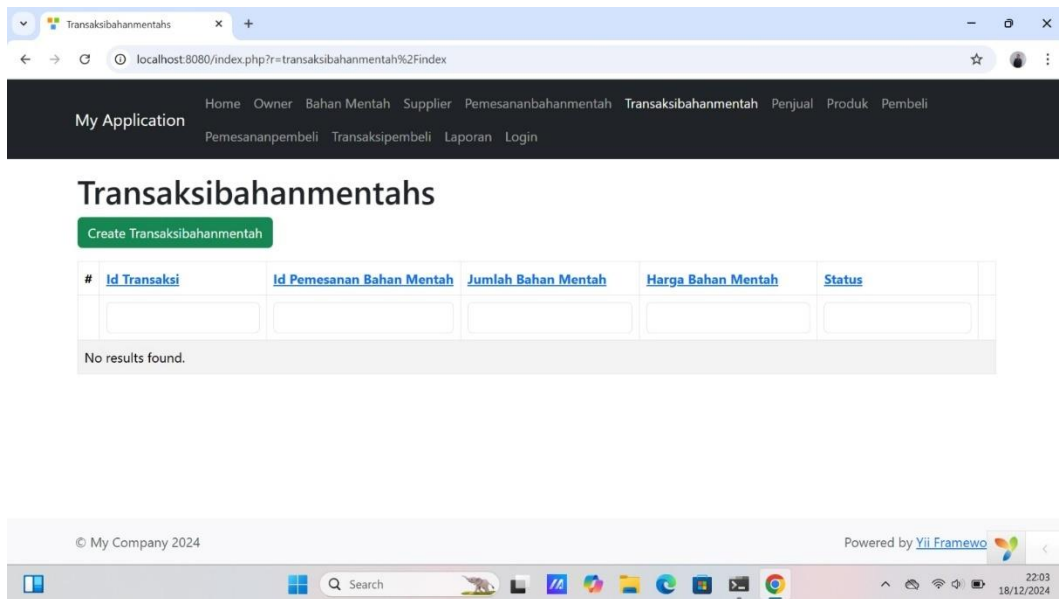 Transaksibahanmentahs
localhost:8080/index.php?r=transaksibahanmentah%2Findex
My Application
Home Owner Bahan Mentah Supplier Pemesananbahanmentah Transaksibahanmentah Penjual Produk Pembeli
Pemesananpembeli Transaksipembeli Laporan Login
Transaksibahanmentahs
Create Transaksibahanmentah
# Id Transaksi Id Pemesanan Bahan Mentah Jumlah Bahan Mentah Harga Bahan Mentah Status
No results found.
© My Company 2024 Powered by Yii Framewo
Search
22:03
18/12/2024